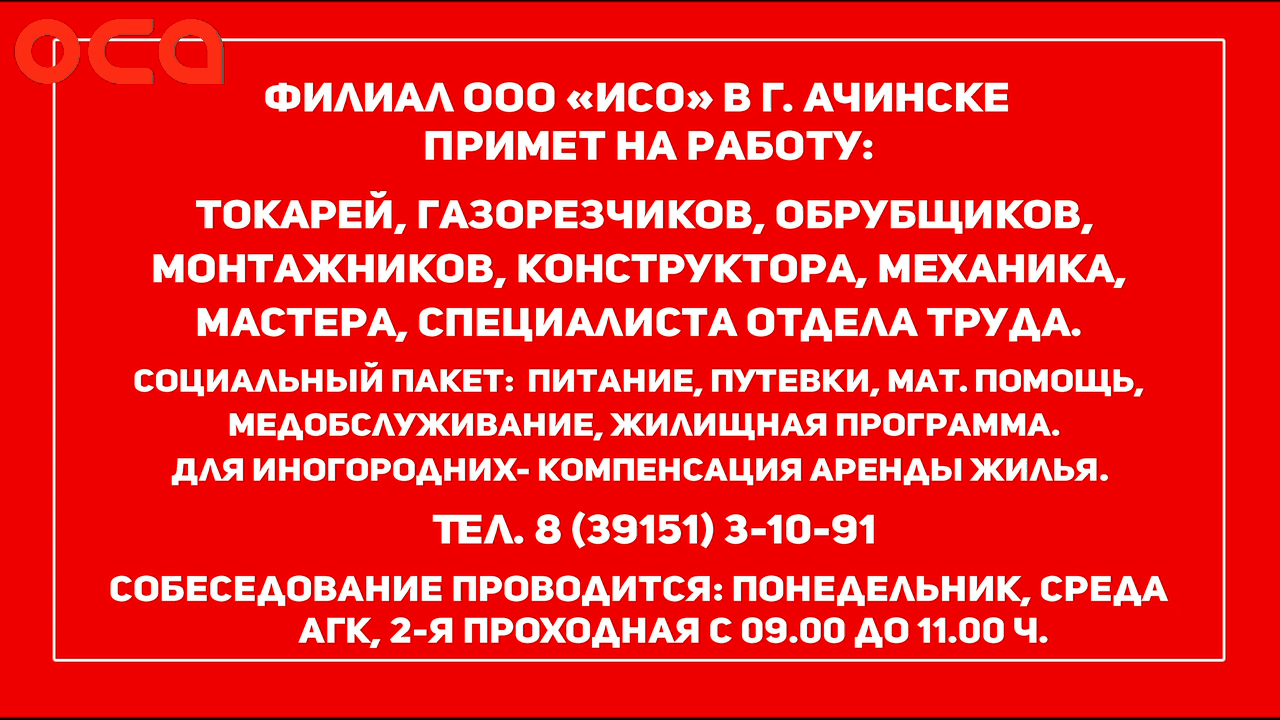 оса
ФИЛИАЛ ООО «ИСО» В Г. АЧИНСКЕ
ПРИМЕТ НА РАБОТУ:
ТОКАРЕЙ, ГАЗОРЕЗЧИКОВ, ОБРУБЩИКОВ,
МОНТАЖНИКОВ, КОНСТРУКТОРА, МЕХАНИКА,
МАСТЕРА, СПЕЦИАЛИСТА ОТДЕЛА ТРУДА.
СОЦИАЛЬНЫЙ ПАКЕТ: ПИТАНИЕ, ПУТЕВКИ, МАТ. ПОМОЩЬ,
МЕДОБСЛУЖИВАНИЕ, ЖИЛИЩНАЯ ПРОГРАММА.
ДЛЯ ИНОГОРОДНИХ- КОМПЕНСАЦИЯ АРЕНДЫ ЖИЛЬЯ.
ТЕЛ. 8 (39151) 3-10-91
СОБЕСЕДОВАНИЕ ПРОВОДИТСЯ: ПОНЕДЕЛЬНИК, СРЕДА
АГК, 2-Я ПРОХОДНАЯ С 09.00 ДО 11.00 Ч.